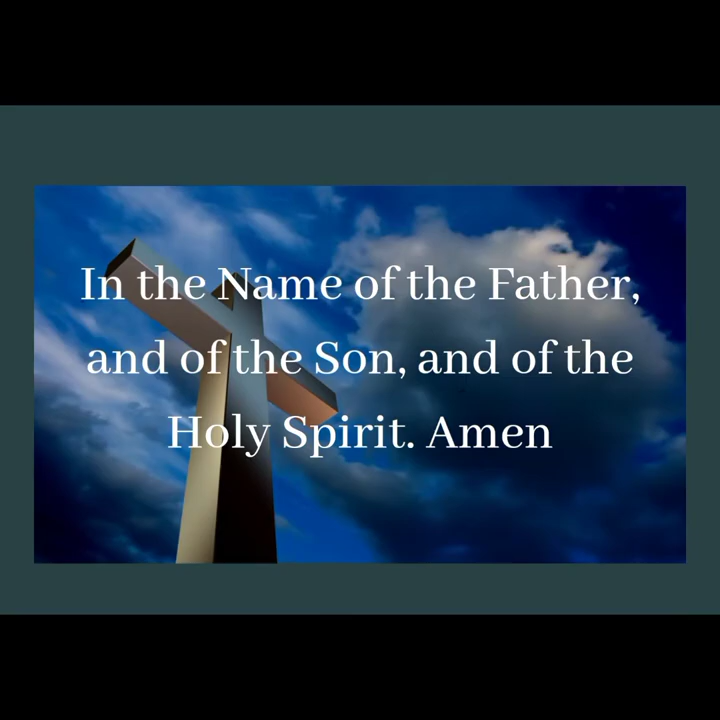 In the Name of the Father,
and of the Son, and of the
Holy Spirit. Amen